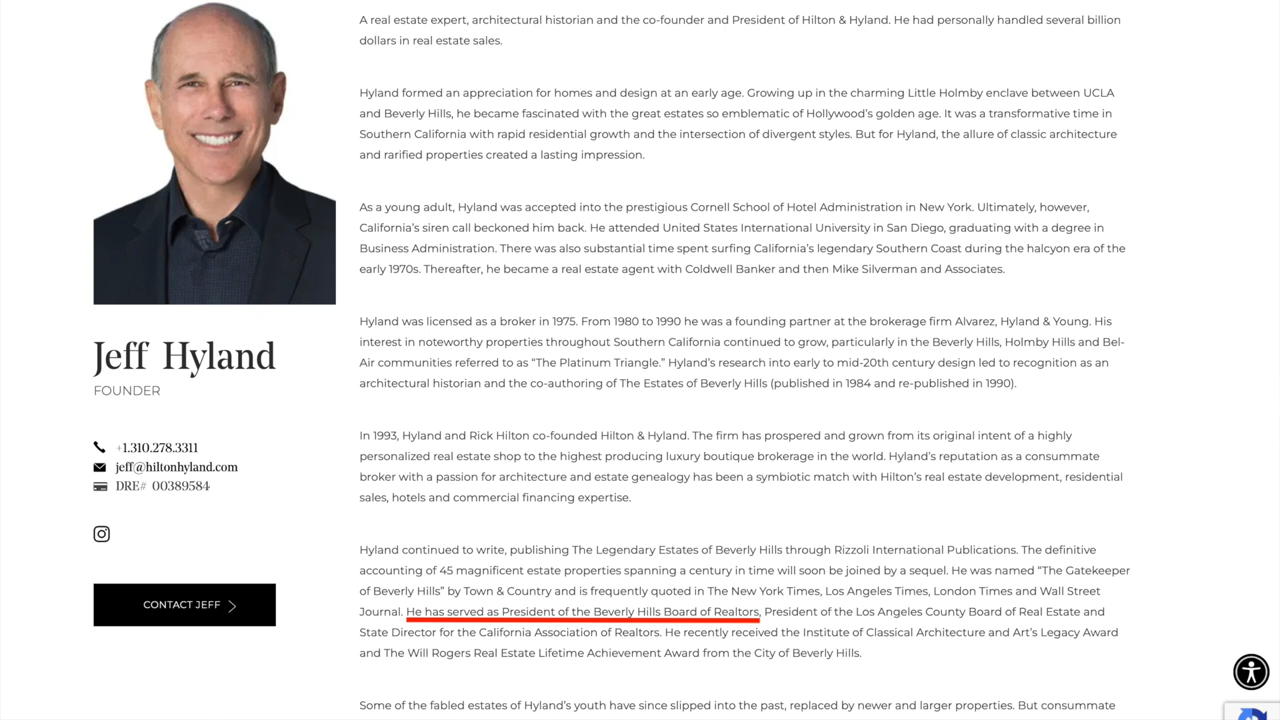 A real estate expert, architectural historian and the co-founder and President of Hilton & Hyland. He had personally handled several billion
dollars in real estate sales.
Hyland formed an appreciation for homes and design at an early age. Growing up in the charming Little Holmby enclave between UCLA
and Beverly Hills, he became fascinated with the great estates so emblematic of Hollywood's golden age. It was a transformative time in
Southern California with rapid residential growth and the intersection of divergent styles. But for Hyland, the allure of classic architecture
and rarified properties created a lasting impression.
As a young adult, Hyland was accepted into the prestigious Cornell School of Hotel Administration in New York. Ultimately, however,
California's siren call beckoned him back. He attended United States International University in San Diego, graduating with a degree in
Business Administration. There was also substantial time spent surfing California's legendary Southern Coast during the halcyon era of the
early 1970s. Thereafter, he became a real estate agent with Coldwell Banker and then Mike Silverman and Associates.
Hyland was licensed as a broker in 1975. From 1980 to 1990 he was a founding partner at the brokerage firm Alvarez, Hyland & Young. His
interest in noteworthy properties throughout Southern California continued to grow, particularly in the Beverly Hills, Holmby Hills and Bel-
Air communities referred to as "The Platinum Triangle." Hyland's research into early to mid-20th century design led to recognition as an
architectural historian and the co-authoring of The Estates of Beverly Hills (published in 1984 and re-published in 1990).
In 1993, Hyland and Rick Hilton co-founded Hilton & Hyland. The firm has prospered and grown from its original intent of a highly
personalized real estate shop to the highest producing luxury boutique brokerage in the world. Hyland's reputation as a consummate
broker with a passion for architecture and estate genealogy has been a symbiotic match with Hilton's real estate development, residential
sales, hotels and commercial financing expertise.
Hyland continued to write, publishing The Legendary Estates of Beverly Hills through Rizzoli International Publications. The definitive
accounting of 45 magnificent estate properties spanning a century in time will soon be joined by a sequel. He was named "The Gatekeeper
of Beverly Hills" by Town & Country and is frequently quoted in The New York Times, Los Angeles Times, London Times and Wall Street
Journal. He has served as President of the Beverly Hills Board of Realtors, President of the Los Angeles County Board of Real Estate and
State Director for the California Association of Realtors. He recently received the Institute of Classical Architecture and Art's Legacy Award
and The Will Rogers Real Estate Lifetime Achievement Award from the City of Beverly Hills.
Some of the fabled estates of Hyland's youth have since slipped into the past, replaced by newer and larger properties. But consummate
Jeff Hyland
FOUNDER
+1.310.278.3311
jeff@hiltonhyland.com
DRE# 00389584
CONTACT JEFF